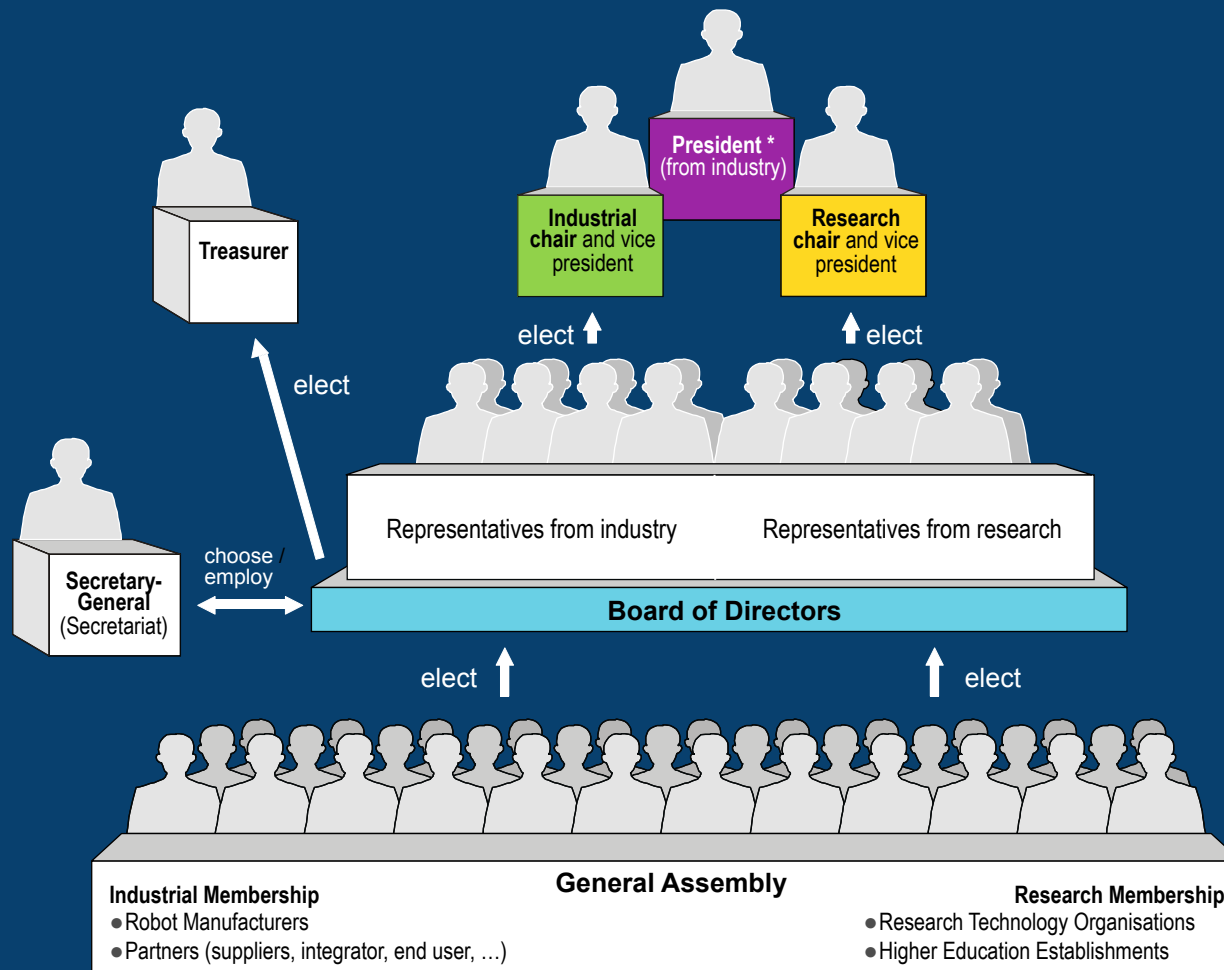 President *
(from industry)
Industrial
chair and vice
president
Research
chair and vice
president
Treasurer
elect
elect
elect
Representatives from industry
Representatives from research
choose /
employ
Secretary-
General
(Secretariat)
Board of Directors
elect
elect
General Assembly
Industrial Membership
●Robot Manufacturers
●Partners (suppliers, integrator, end user, …)
Research Membership
●Research Technology Organisations
●Higher Education Establishments